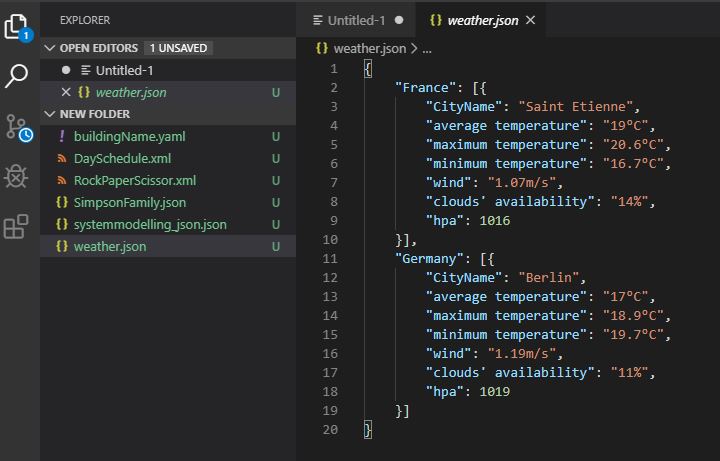 EXPLORER
OPEN EDITORS 1 UNSAVED
Untitled-1
weather.json U
NEW FOLDER
buildingName.yaml U
DaySchedule.xml U
RockPaperScissor.xml U
SimpsonFamily.json U
systemmodelling_json.json U
weather.json U
1
Untitled-1
weather.json
weather.json > ...
1 {
2 "France": [{
3 "CityName": "Saint Etienne",
4 "average temperature": "19°C",
5 "maximum temperature": "20.6°C",
6 "minimum temperature": "16.7°C",
7 "wind": "1.07m/s",
8 "clouds' availability": "14%",
9 "hpa": 1016
10 }],
11 "Germany": [{
12 "CityName": "Berlin",
13 "average temperature": "17°C",
14 "maximum temperature": "18.9°C",
15 "minimum temperature": "19.7°C",
16 "wind": "1.19m/s",
17 "clouds' availability": "11%",
18 "hpa": 1019
19 }]
20 }